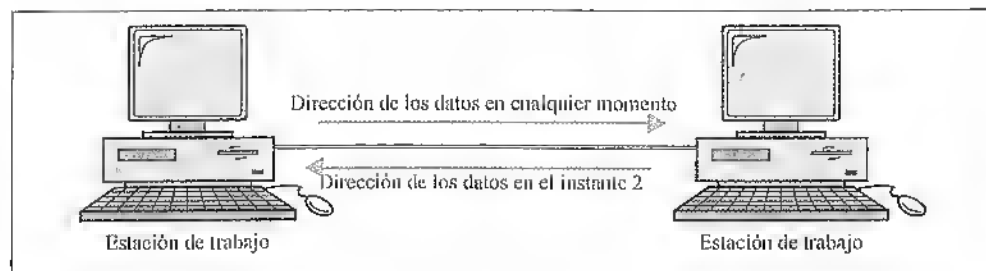 Dirección de los datos en cualquier momento
Dirección de los datos en el instante 2
Estación de trabajo
Estación de trabajo